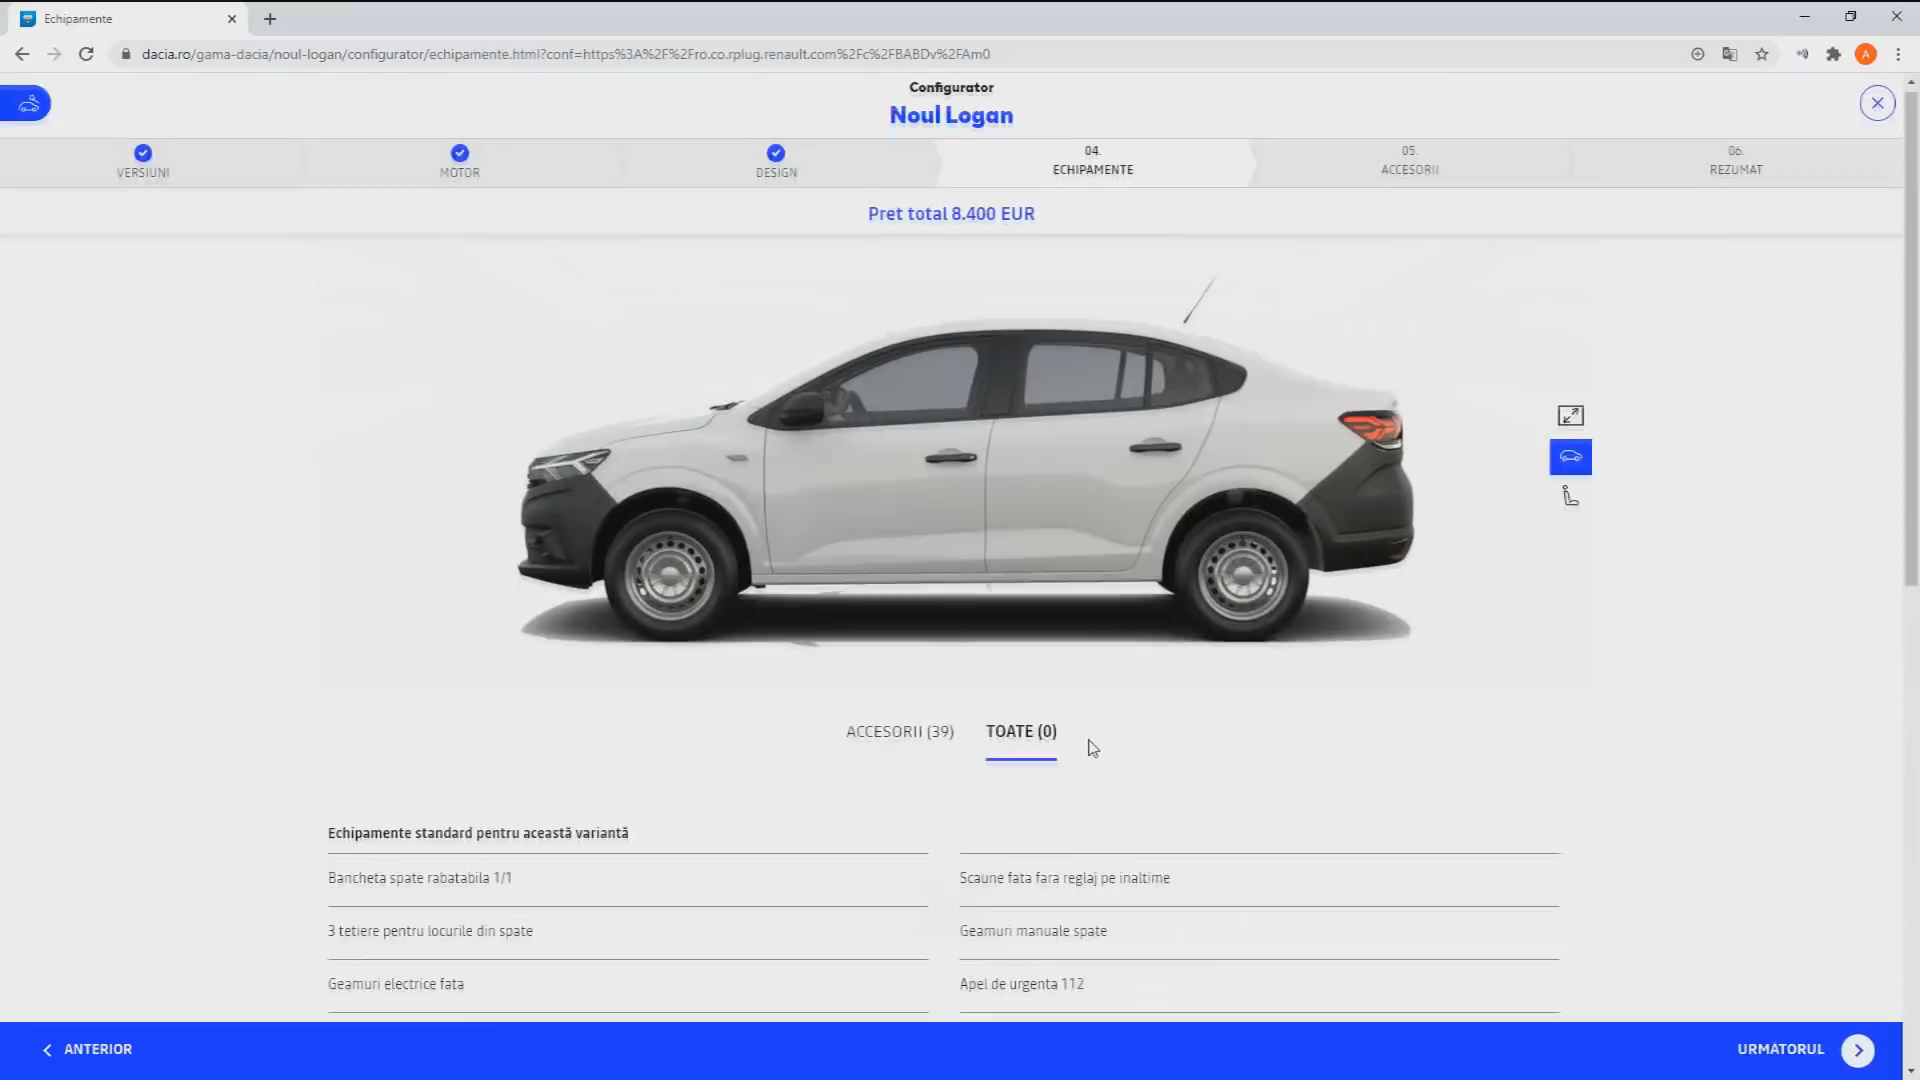 Echipamente
dacia.ro/gama-dacia/noul-logan/configurator/echipamente.html?conf=https%3A%2F%2Fro.co.rplug.renault.com%2Fc%2FBABDv%2FAm0
A
Configurator
Noul Logan
VERSIUNI
MOTOR
DESIGN
04.
ECHIPAMENTE
05.
ACCESORII
06.
REZUMAT
Pret total 8.400 EUR
ACCESORII (39)
TOATE (0)
Echipamente standard pentru această variantă
Bancheta spate rabatabila 1/1
Scaune fata fara reglaj pe inaltime
3 tetiere pentru locurile din spate
Geamuri manuale spate
Geamuri electrice fata
Apel de urgenta 112
ANTERIOR
URMĂTORUL